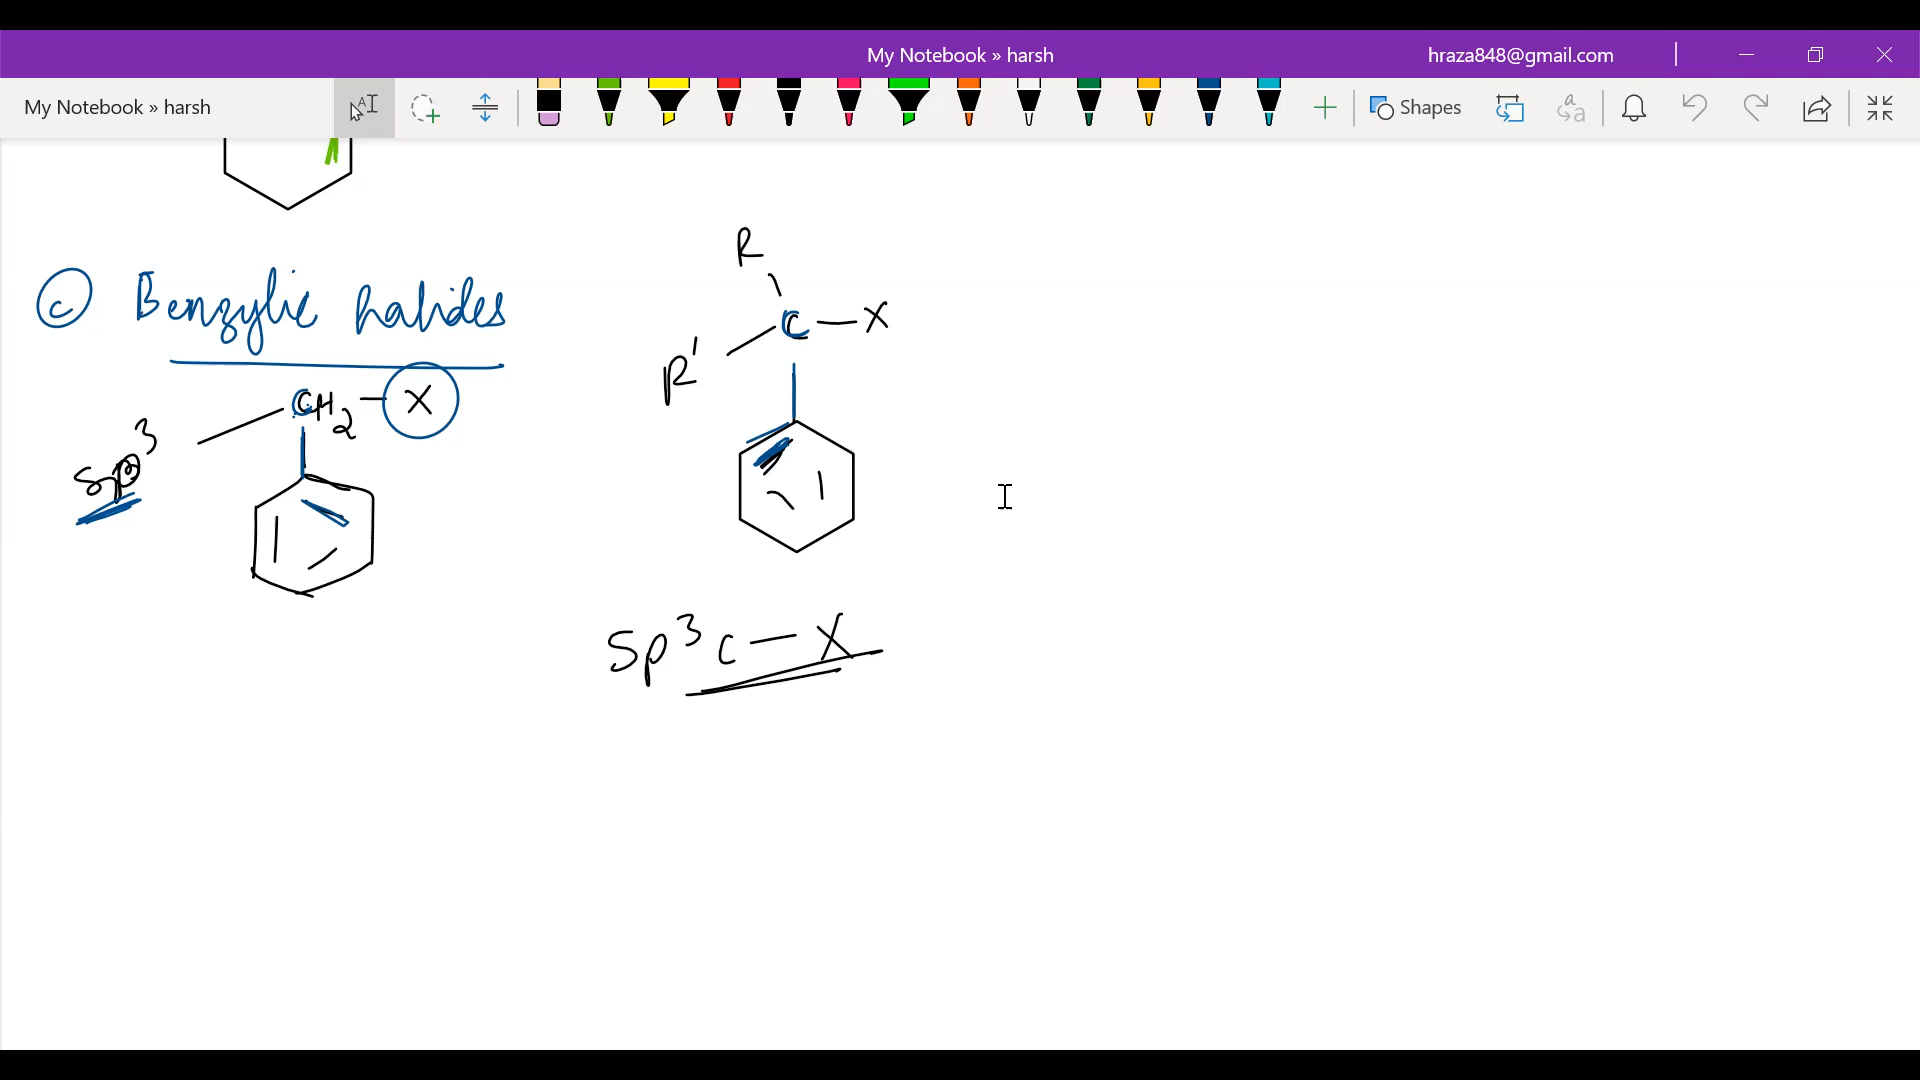 My Notebook » harsh
hraza848@gmail.com
My Notebook » harsh
Shapes
R
c Benzylic halides
C—X
R'
CH2—X
Sp3
Sp3 C—X